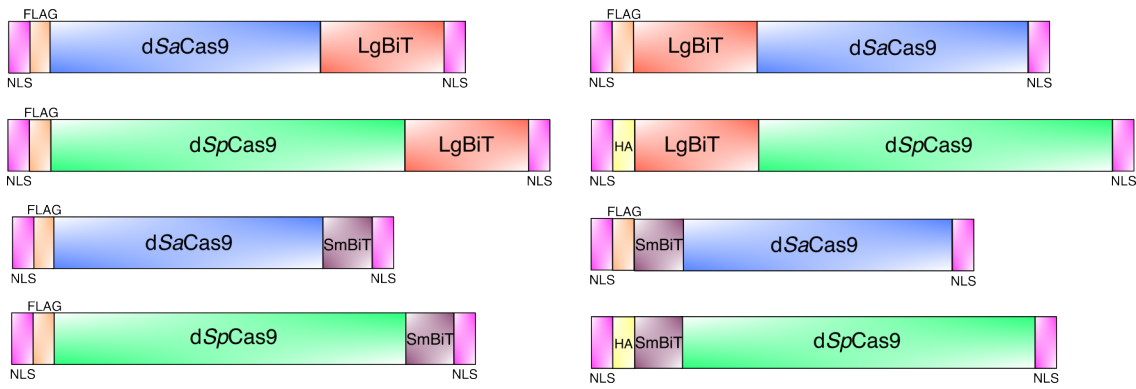 FLAG
dSaCas9 LgBiT
NLS NLS
LgBiT dSaCas9
FLAG
NLS NLS
FLAG
dSpCas9 LgBiT
NLS NLS
HA LgBiT dSpCas9
NLS NLS
FLAG
dSaCas9 SmBiT
NLS NLS
FLAG
SmBiT dSaCas9
NLS NLS
FLAG
dSpCas9 SmBiT
NLS NLS
HA SmBiT dSpCas9
NLS NLS